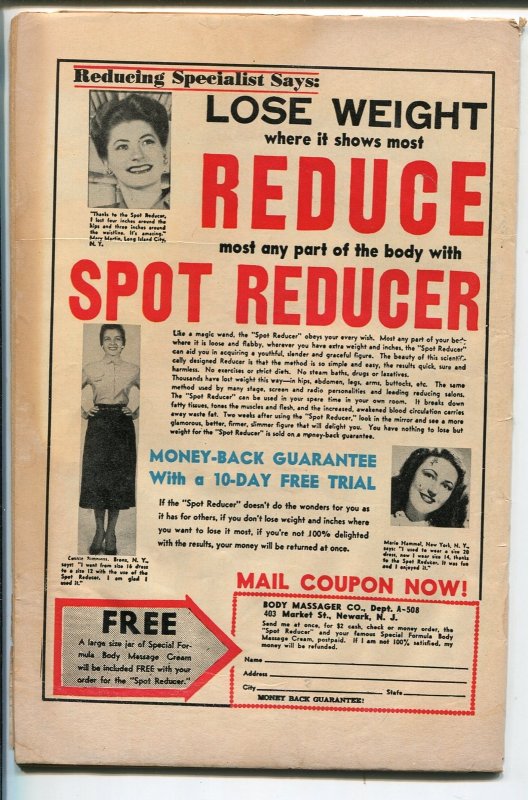 Reducing Specialist Says:
LOSE WEIGHT
where it shows most
REDUCE
most any part of the body with
SPOT REDUCER
"Thanks to the Spot Reducer,
I lost four inches around the
hips and three inches around
the waistline. It's amazing."
Mary Martin, Long Island City,
N. Y.
Like a magic wand, the "Spot Reducer" obeys your every wish. Most any part of your body
where it is loose and flabby, wherever you have extra weight and inches, the "Spot Reducer"
can aid you in acquiring a youthful, slender and graceful figure. The beauty of this scientifi-
cally designed Reducer is that the method is so simple and easy, the results quick, sure and
harmless. No exercises or strict diets. No steam baths, drugs or laxatives.
Thousands have lost weight this way—in hips, abdomen, legs, arms, buttocks, etc. The same
method used by many stage, screen and radio personalities and leading reducing salons.
The "Spot Reducer" can be used in your spare time in your own room. It breaks down
fatty tissues, tones the muscles and flesh, and the increased, awakened blood circulation carries
away waste fat. Two weeks after using the "Spot Reducer," look in the mirror and see a more
glamorous, better, firmer, slimmer figure that will delight you. You have nothing to lose but
weight for the "Spot Reducer" is sold on a money-back guarantee.
MONEY-BACK GUARANTEE
With a 10-DAY FREE TRIAL
If the "Spot Reducer" doesn't do the wonders for you as
it has for others, if you don't lose weight and inches where
you want to lose it most, if you're not 100% delighted
with the results, your money will be returned at once.
Marie Hammel, New York, N. Y.,
says: "I used to wear a size 20
dress, now I wear size 14, thanks
to the Spot Reducer. It was fun
and I enjoyed it."
N. Y.,
says: "I went from size 16 dress
to a size 12 with the use of the
Spot Reducer. I am glad I
used it."
MAIL COUPON NOW!
FREE
A large size jar of Special For-
mula Body Massage Cream
will be included FREE with your
order for the "Spot Reducer."
BODY MASSAGER CO., Dept. A-508
403 Market St., Newark, N. J.
Send me at once, for $2 cash, check or money order, the
"Spot Reducer" and your famous Special Formula Body
Massage Cream, postpaid. If I am not 100% satisfied, my
money will be refunded.
Name
Address
City State
MONEY BACK GUARANTEE!